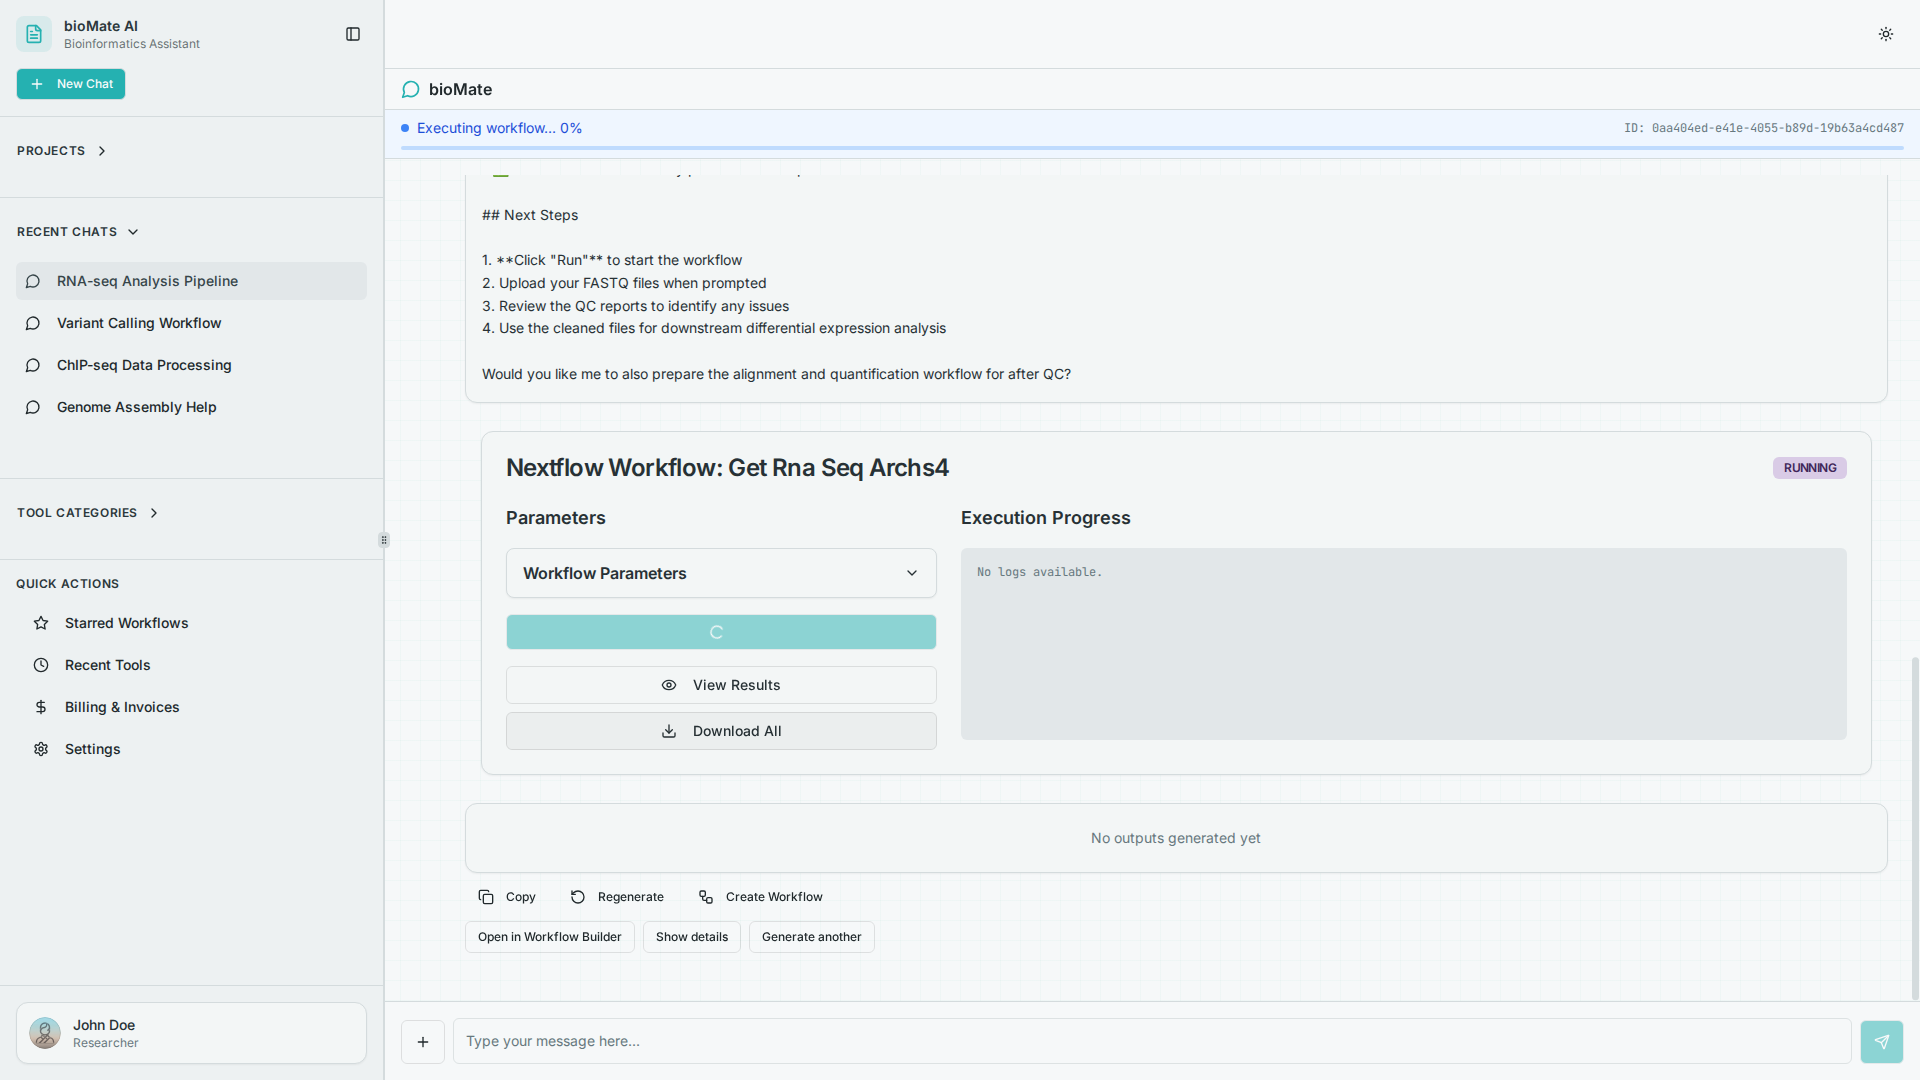 bioMate AI
Bioinformatics Assistant
New Chat
PROJECTS
RECENT CHATS
RNA-seq Analysis Pipeline
Variant Calling Workflow
ChIP-seq Data Processing
Genome Assembly Help
TOOL CATEGORIES
QUICK ACTIONS
Starred Workflows
Recent Tools
Billing & Invoices
Settings
John Doe
Researcher
bioMate
Executing workflow... 0%
ID: 0aa404ed-e41e-4055-b89d-19b63a4cd487
## Next Steps
1. **Click "Run"** to start the workflow
2. Upload your FASTQ files when prompted
3. Review the QC reports to identify any issues
4. Use the cleaned files for downstream differential expression analysis
Would you like me to also prepare the alignment and quantification workflow for after QC?
Nextflow Workflow: Get Rna Seq Archs4
RUNNING
Parameters
Workflow Parameters
View Results
Download All
Execution Progress
No logs available.
No outputs generated yet
Copy
Regenerate
Create Workflow
Open in Workflow Builder
Show details
Generate another
Type your message here...